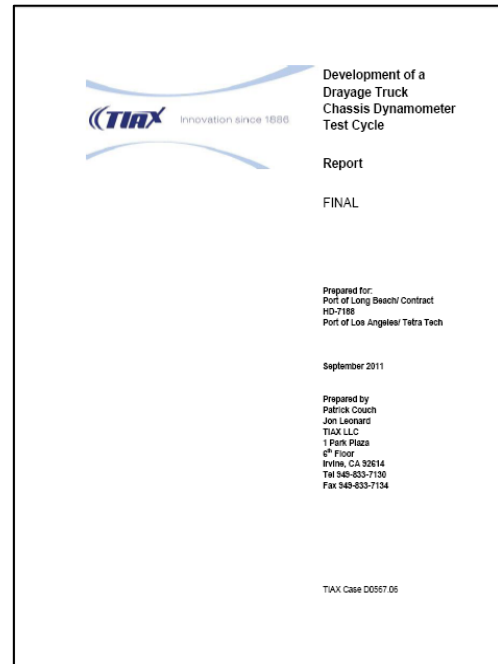 Development of a
Drayage Truck
Chassis Dynamometer
Test Cycle
TIAX Innovation since 1886
Report
FINAL
Prepared for:
Port of Long Beach/ Contract
HD-7188
Port of Los Angeles/ Tetra Tech
September 2011
Prepared by
Patrick Couch
Jon Leonard
TIAX LLC
1 Park Plaza
6th Floor
Irvine, CA 92614
Tel 949-833-7130
Fax 949-833-7134
TIAX Case D0567.06